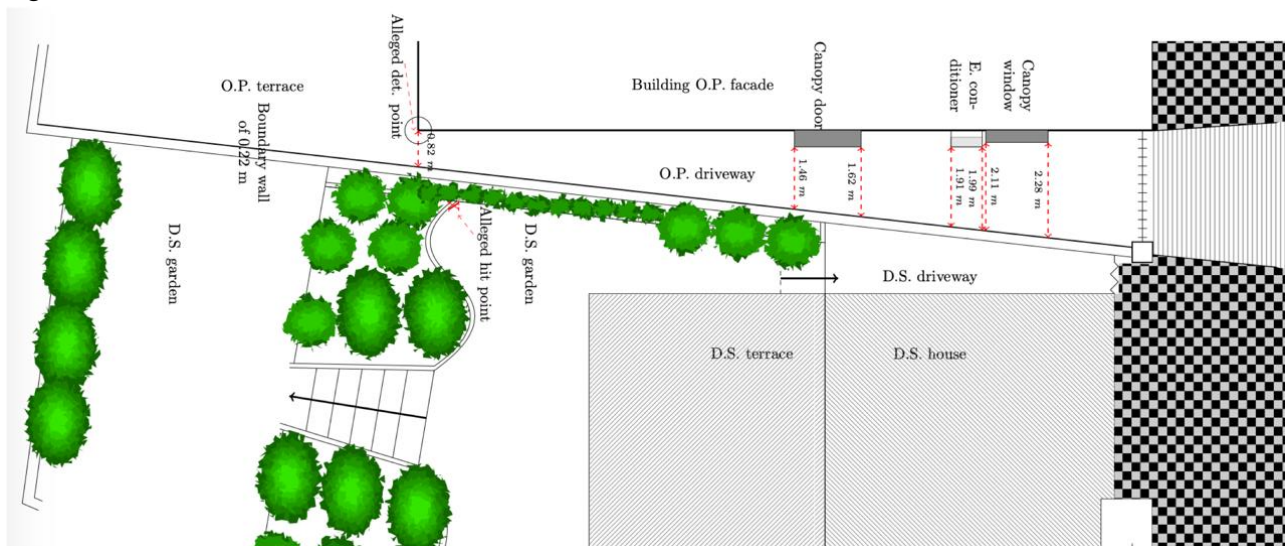 Alleged det. point
O.P. terrace
Boundary wall
of 0.22 m
0.82 m
Building O.P. facade
Canopy door
E. con-
ditioner
Canopy
window
O.P. driveway
1.46 m
1.62 m
1.91 m
1.99 m
2.11 m
2.28 m
D.S. garden
Alleged hit point
D.S. garden
D.S. driveway
D.S. terrace
D.S. house